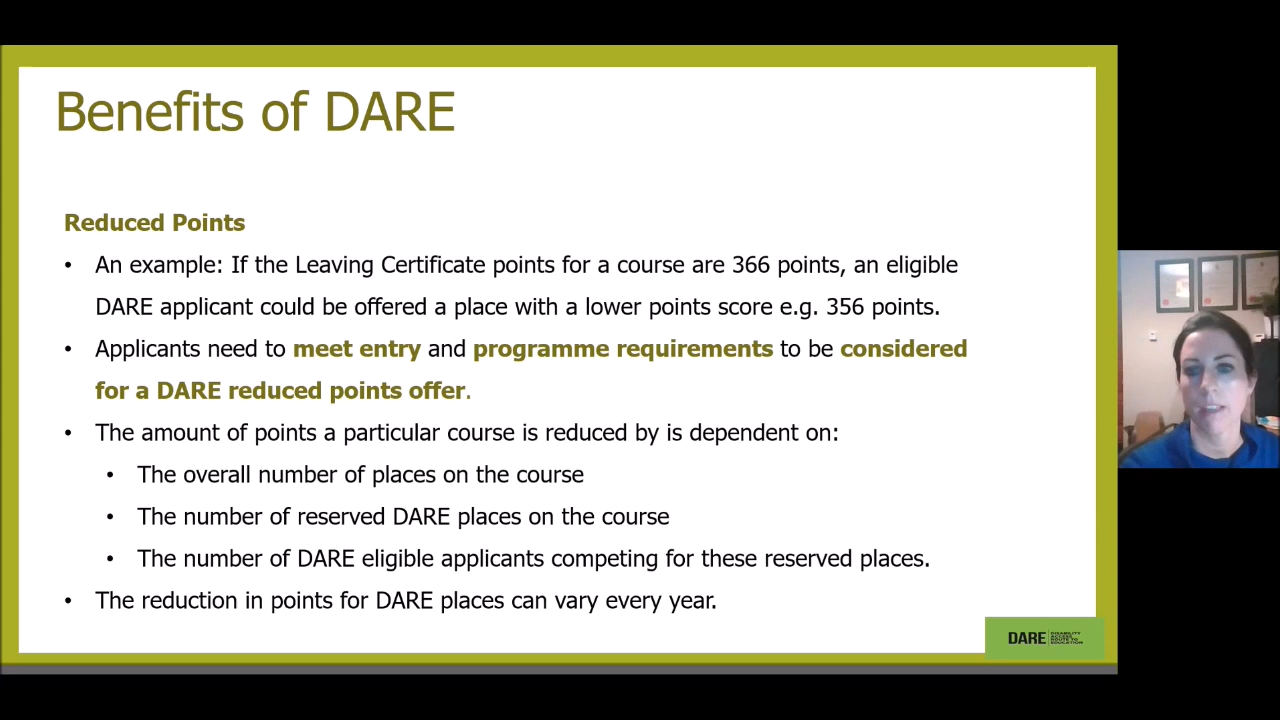 Benefits of DARE
Reduced Points
• An example: If the Leaving Certificate points for a course are 366 points, an eligible
DARE applicant could be offered a place with a lower points score e.g. 356 points.
• Applicants need to meet entry and programme requirements to be considered
for a DARE reduced points offer.
• The amount of points a particular course is reduced by is dependent on:
• The overall number of places on the course
• The number of reserved DARE places on the course
• The number of DARE eligible applicants competing for these reserved places.
• The reduction in points for DARE places can vary every year.
DARE
DISABILITY
ACCESS
ROUTE TO
EDUCATION